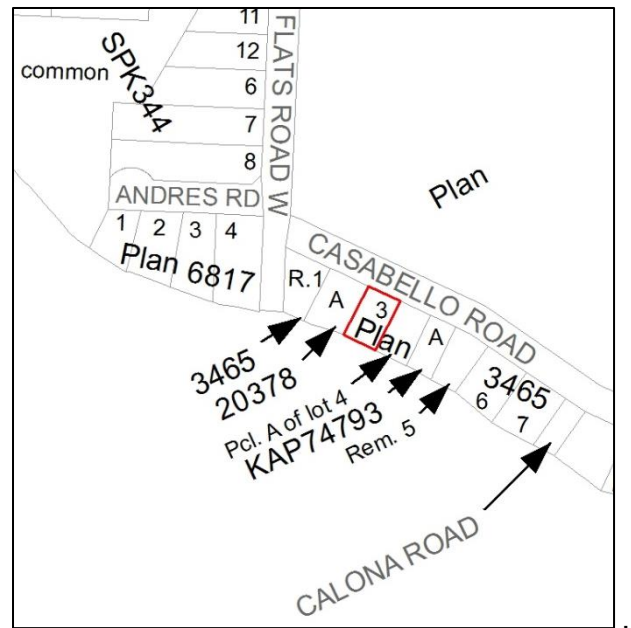 11
12
6
7
8
FLATS ROAD W
SPK344
common
ANDRES RD
1 2 3 4
Plan 6817
Plan
CASABELLO ROAD
R.1
A
3
Plan
A
3465
6
7
3465
20378
Pcl. A of lot 4
KAP74793
Rem. 5
CALONA ROAD
.